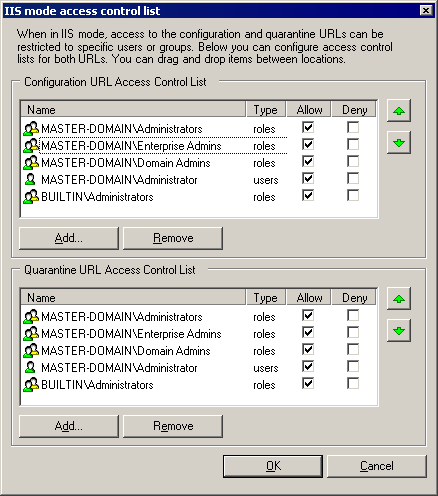 IIS mode access control list
When in IIS mode, access to the configuration and quarantine URLs can be
restricted to specific users or groups. Below you can configure access control
lists for both URLs. You can drag and drop items between locations.
Configuration URL Access Control List
Name Type Allow Deny
MASTER-DOMAIN\Administrators roles
MASTER-DOMAIN\Enterprise Admins roles
MASTER-DOMAIN\Domain Admins roles
MASTER-DOMAIN\Administrator users
BUILTIN\Administrators roles
Add... Remove
Quarantine URL Access Control List
Name Type Allow Deny
MASTER-DOMAIN\Administrators roles
MASTER-DOMAIN\Enterprise Admins roles
MASTER-DOMAIN\Domain Admins roles
MASTER-DOMAIN\Administrator users
BUILTIN\Administrators roles
Add... Remove
OK Cancel